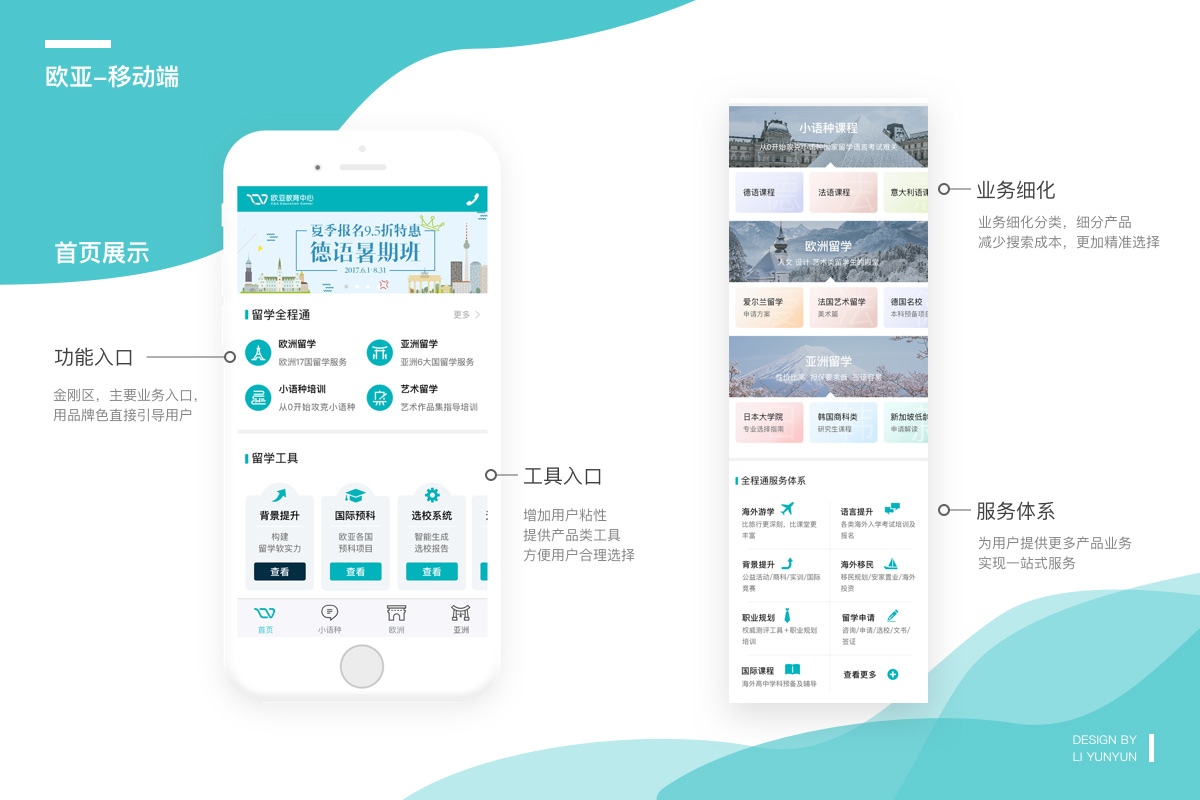 欧亚-移动端
首页展示
功能入口
金刚区，主要业务入口，
用品牌色直接引导用户
欧亚教育中心
夏季报名9.5折特惠
德语暑期班
2017.6.1-8.31
留学全程通
更多
欧洲留学
欧洲17国留学服务
亚洲留学
亚洲6大国留学服务
小语种培训
从0开始攻克小语种
艺术留学
艺术作品集指导培训
留学工具
背景提升
构建
留学软实力
查看
国际预科
欧亚各国
预科项目
查看
选校系统
智能生成
选校报告
查看
首页
小语种
欧洲
亚洲
工具入口
增加用户粘性
提供产品类工具
方便用户合理选择
小语种课程
从0开始攻克小语种国家留学语言考试难关
德语课程
法语课程
意大利语课
欧洲留学
人文 设计 艺术类留学生的殿堂
爱尔兰留学
申请方案
法国艺术留学
美术篇
德国名校
本科预备项目
亚洲留学
性价比高 担保要求低 签证容易
日本大学院
专业选择指南
韩国商科类
研究生课程
新加坡低龄
申请解读
全程通服务体系
海外游学
比旅行更深刻，比课堂更
丰富
语言提升
各类海外入学考试培训及
报名
背景提升
公益活动/商科/实训/国际
竞赛
海外移民
移民规划/安家置业/海外
投资
职业规划
权威测评工具+职业规划
培训
留学申请
咨询/申请/选校/文书/
签证
国际课程
海外高中学科预备及辅导
查看更多
业务细化
业务细化分类，细分产品
减少搜索成本，更加精准选择
服务体系
为用户提供更多产品业务
实现一站式服务
DESIGN BY
LI YUNYUN